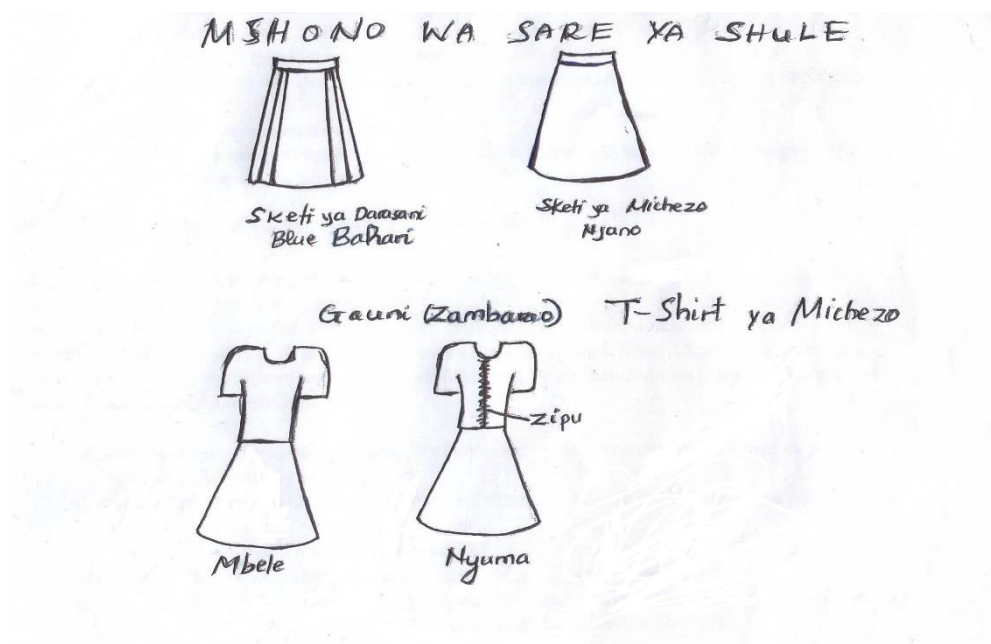 MSHONO WA SARE YA SHULE
Sketi ya Darasani
Blue Bahari
Sketi ya Michezo
Njano
Gauni (Zambarao)
T-Shirt ya Michezo
Zipu
Mbele
Nyuma